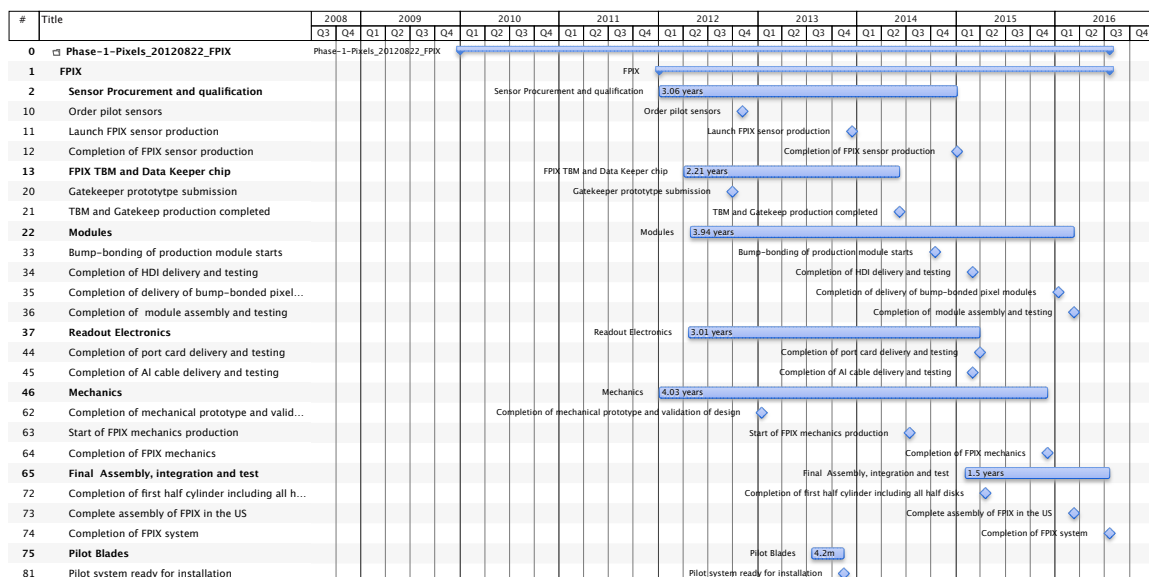 # Title 2008 2009 2010 2011 2012 2013 2014 2015 2016
Q3 Q4 Q1 Q2 Q3 Q4 Q1 Q2 Q3 Q4 Q1 Q2 Q3 Q4 Q1 Q2 Q3 Q4 Q1 Q2 Q3 Q4 Q1 Q2 Q3 Q4 Q1 Q2 Q3 Q4 Q1 Q2 Q3 Q4
0 Phase-1-Pixels_20120822_FPIX Phase-1-Pixels_20120822_FPIX
1 FPIX FPIX
2 Sensor Procurement and qualification Sensor Procurement and qualification 3.06 years
10 Order pilot sensors Order pilot sensors
11 Launch FPIX sensor production Launch FPIX sensor production
12 Completion of FPIX sensor production Completion of FPIX sensor production
13 FPIX TBM and Data Keeper chip FPIX TBM and Data Keeper chip 2.21 years
20 Gatekeeper prototytpe submission Gatekeeper prototytpe submission
21 TBM and Gatekeep production completed TBM and Gatekeep production completed
22 Modules Modules 3.94 years
33 Bump-bonding of production module starts Bump-bonding of production module starts
34 Completion of HDI delivery and testing Completion of HDI delivery and testing
35 Completion of delivery of bump-bonded pixel... Completion of delivery of bump-bonded pixel modules
36 Completion of module assembly and testing Completion of module assembly and testing
37 Readout Electronics Readout Electronics 3.01 years
44 Completion of port card delivery and testing Completion of port card delivery and testing
45 Completion of Al cable delivery and testing Completion of Al cable delivery and testing
46 Mechanics Mechanics 4.03 years
62 Completion of mechanical prototype and valid... Completion of mechanical prototype and validation of design
63 Start of FPIX mechanics production Start of FPIX mechanics production
64 Completion of FPIX mechanics Completion of FPIX mechanics
65 Final Assembly, integration and test Final Assembly, integration and test 1.5 years
72 Completion of first half cylinder including all h... Completion of first half cylinder including all half disks
73 Complete assembly of FPIX in the US Complete assembly of FPIX in the US
74 Completion of FPIX system Completion of FPIX system
75 Pilot Blades Pilot Blades 4.2m
81 Pilot system ready for installation Pilot system ready for installation